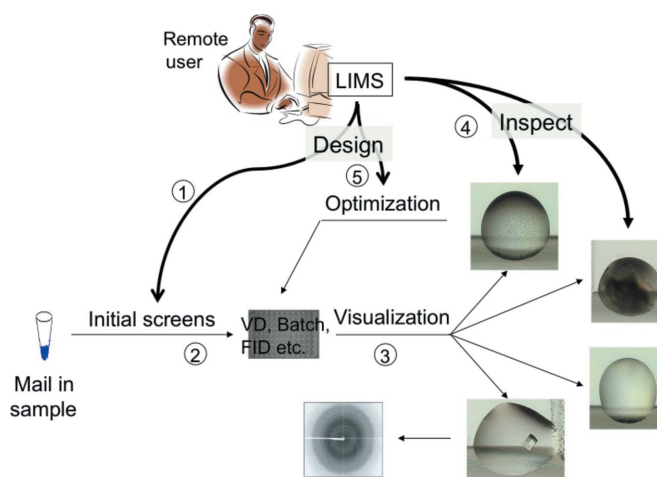 Remote
user
LIMS
④
Inspect
Design
①
⑤
Optimization
Initial screens
VD, Batch,
FID etc.
Visualization
②
③
Mail in
sample